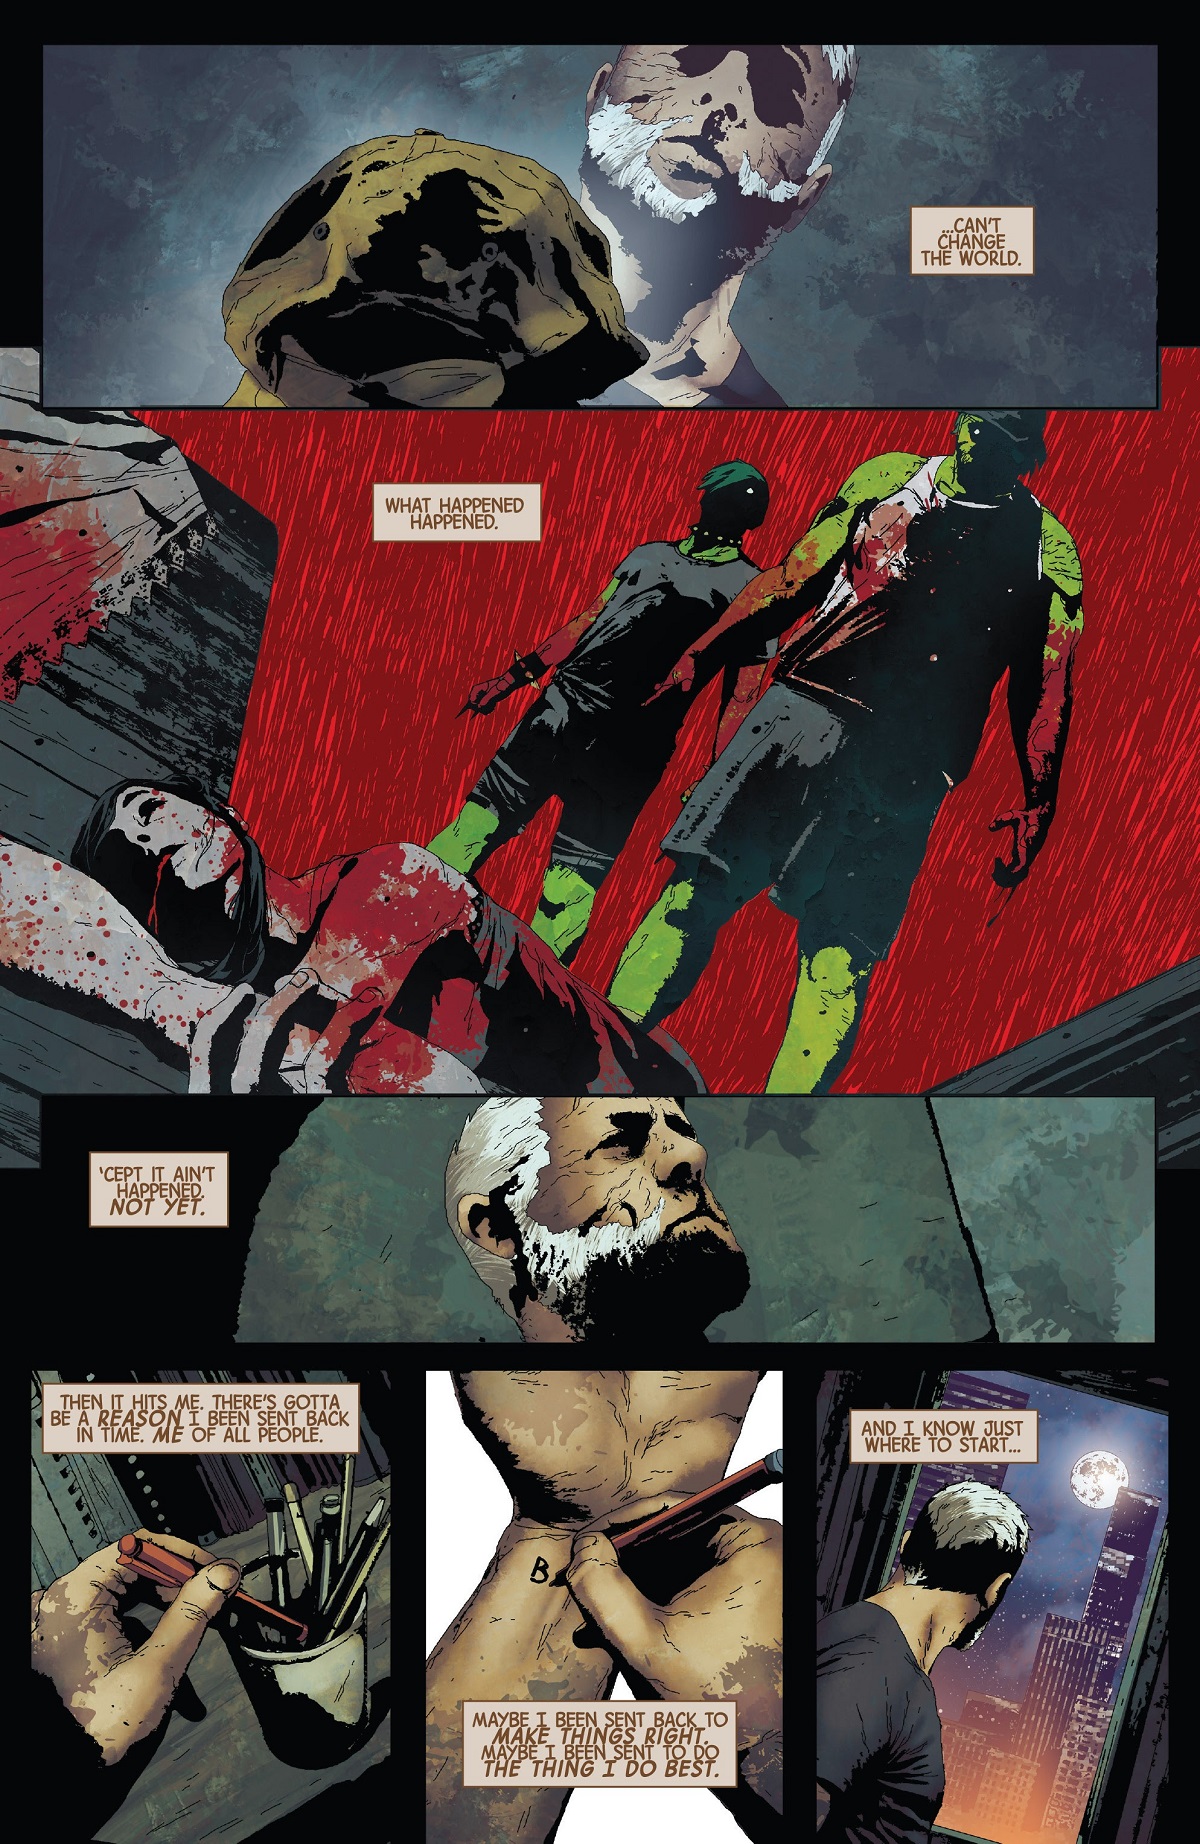 ...CAN'T
CHANGE
THE WORLD.
WHAT HAPPENED
HAPPENED.
'CEPT IT AIN'T
HAPPENED.
NOT YET.
THEN IT HITS ME. THERE'S GOTTA
BE A REASON I BEEN SENT BACK
IN TIME. ME OF ALL PEOPLE.
B
MAYBE I BEEN SENT BACK TO
MAKE THINGS RIGHT.
MAYBE I BEEN SENT TO DO
THE THING I DO BEST.
AND I KNOW JUST
WHERE TO START...